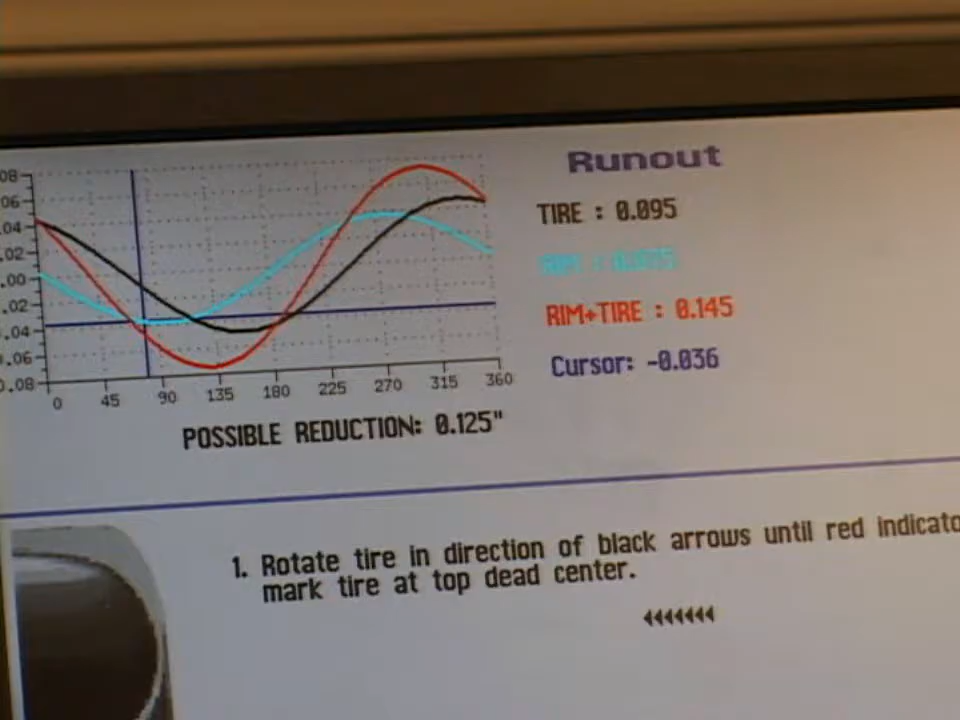 Runout
TIRE : 0.095
RIM+TIRE : 0.145
Cursor: -0.036
08
06
.04
.02
.00
.02
.04
.06
0.08
0 45 90 135 180 225 270 315 360
POSSIBLE REDUCTION: 0.125"
1. Rotate tire in direction of black arrows until red indicato
mark tire at top dead center.